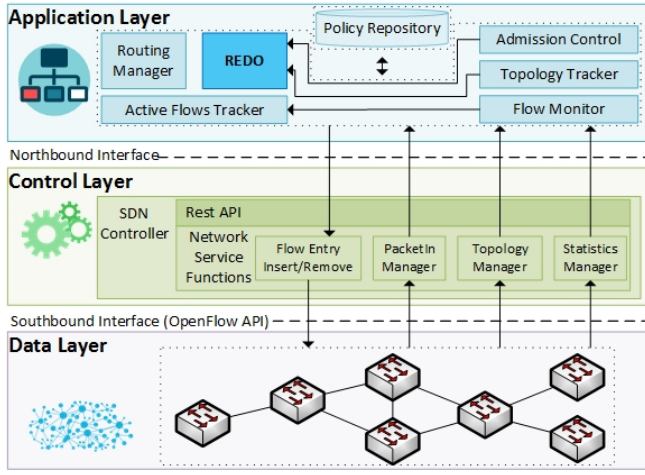 Application Layer
Policy Repository
Routing
Manager
REDO
Admission Control
Topology Tracker
Active Flows Tracker
Flow Monitor
Northbound Interface
Control Layer
SDN
Controller
Rest API
Network
Service
Functions
Flow Entry
Insert/Remove
PacketIn
Manager
Topology
Manager
Statistics
Manager
Southbound Interface (OpenFlow API)
Data Layer